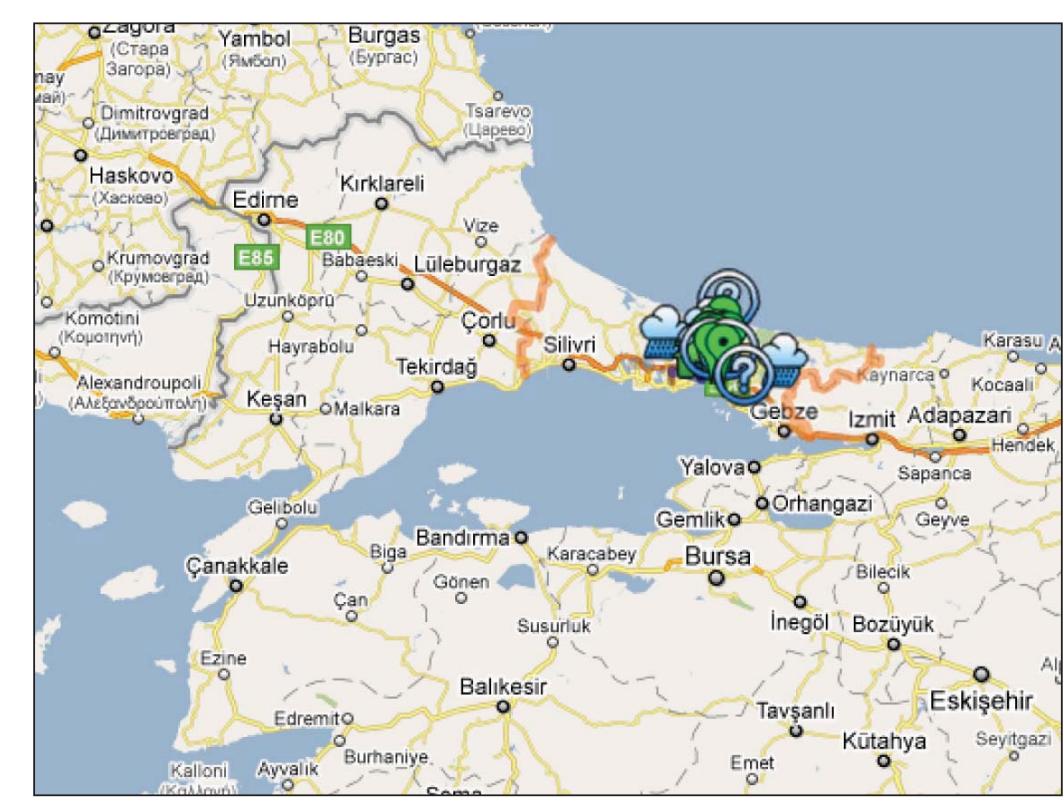 Zagora
(Стара
Загора)
Yambol
(Ямбол)
Burgas
(Бургас)
Tsarevo
(Царево)
Dimitrovgrad
(Димитровград)
Haskovo
(Хасково)
Edirne
Kırklareli
Vize
E80
E85
Babaeski
Lüleburgaz
Krumovgrad
(Крумовград)
Uzunköprü
Komotini
(Κομοτηνή)
Hayrabolu
Çorlu
Silivri
Karasu
Tekirdağ
Kaynarca
Kocaali
Alexandroupoli
(Αλεξανδρούπολη)
Keşan
Malkara
Gebze
Izmit
Adapazari
Hendek
Sapanca
Yalova
Orhangazi
Gelibolu
Gemlik
Geyve
Bandırma
Biga
Karacabey
Bursa
Çanakkale
Gönen
Bilecik
Çan
İnegöl
Bozüyük
Susurluk
Ezine
Balıkesir
Eskişehir
Edremit
Tavşanlı
Kütahya
Seyitgazi
Burhaniye
Kalloni
(Καλλονή)
Ayvalık
Emet
Soma